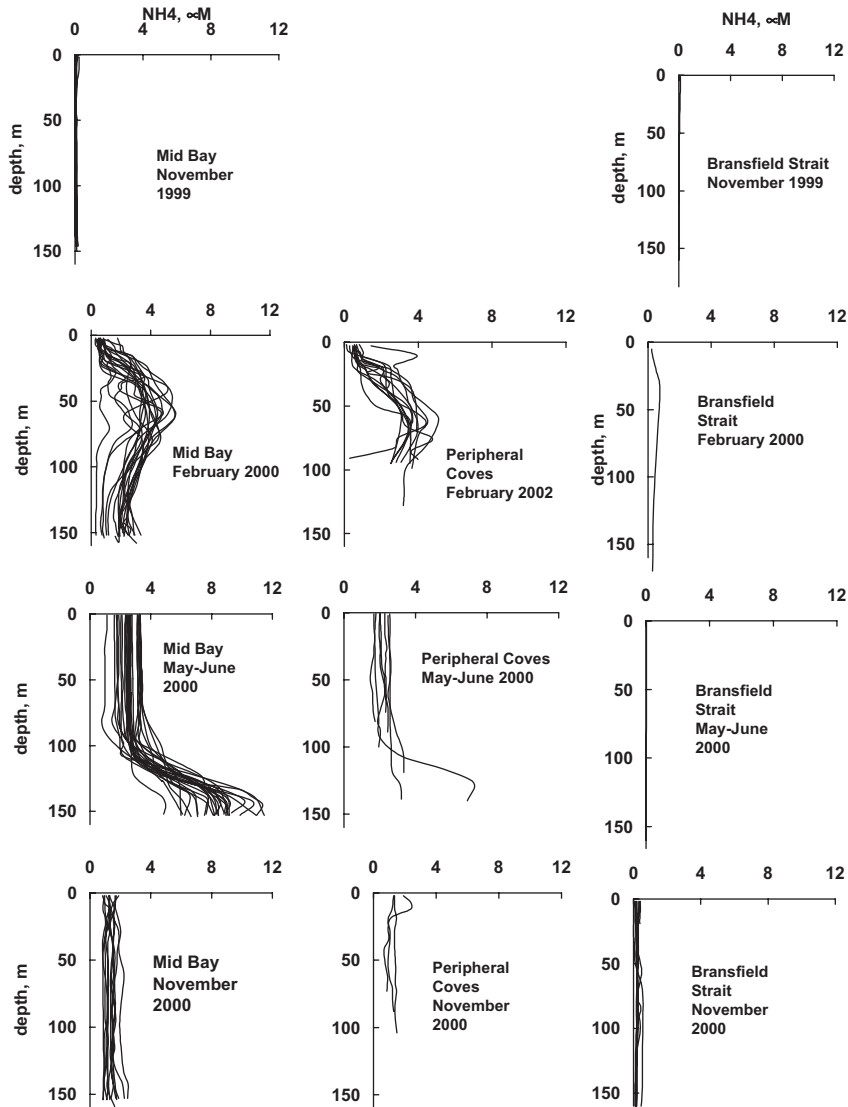 NH4, ∝M
0 4 8 12
0
50
100
150
depth, m
Mid Bay
November
1999
NH4, ∝M
0 4 8 12
0
50
100
150
depth, m
Bransfield Strait
November 1999
0 4 8 12
0
50
100
150
depth, m
Mid Bay
February 2000
0 4 8 12
Peripheral
Coves
February 2002
0
50
100
150
0 4 8 12
0
50
100
150
depth, m
Bransfield
Strait
February 2000
0 4 8 12
0
50
100
150
depth, m
Mid Bay
May-June
2000
0 4 8 12
0
50
100
150
Peripheral Coves
May-June 2000
0 4 8 12
0
50
100
150
Bransfield
Strait
May-June
2000
0 4 8 12
0
50
100
150
depth, m
Mid Bay
November
2000
0 4 8 12
0
50
100
150
Peripheral
Coves
November
2000
0 4 8 12
0
50
100
150
Bransfield
Strait
November
2000